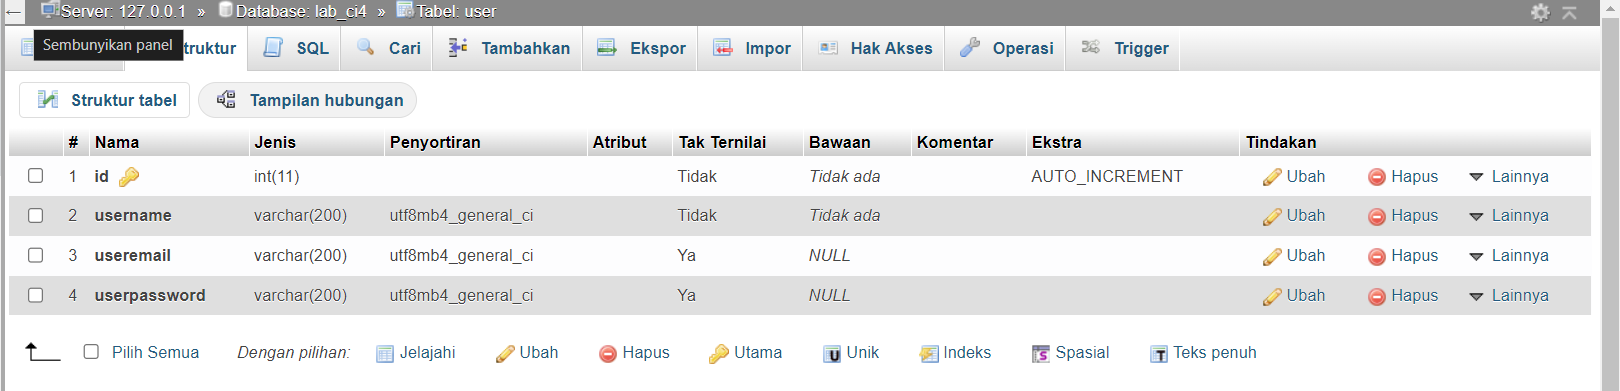 Server: 127.0.0.1 » Database: lab_ci4 » Tabel: user
Sembunyikan panel
truktur SQL Cari Tambahkan Ekspor Impor Hak Akses Operasi Trigger
Struktur tabel Tampilan hubungan
# Nama Jenis Penyortiran Atribut Tak Ternilai Bawaan Komentar Ekstra Tindakan
1 id int(11) Tidak Tidak ada AUTO_INCREMENT Ubah Hapus Lainnya
2 username varchar(200) utf8mb4_general_ci Tidak Tidak ada Ubah Hapus Lainnya
3 useremail varchar(200) utf8mb4_general_ci Ya NULL Ubah Hapus Lainnya
4 userpassword varchar(200) utf8mb4_general_ci Ya NULL Ubah Hapus Lainnya
Pilih Semua Dengan pilihan: Jelajahi Ubah Hapus Utama Unik Indeks Spasial Teks penuh